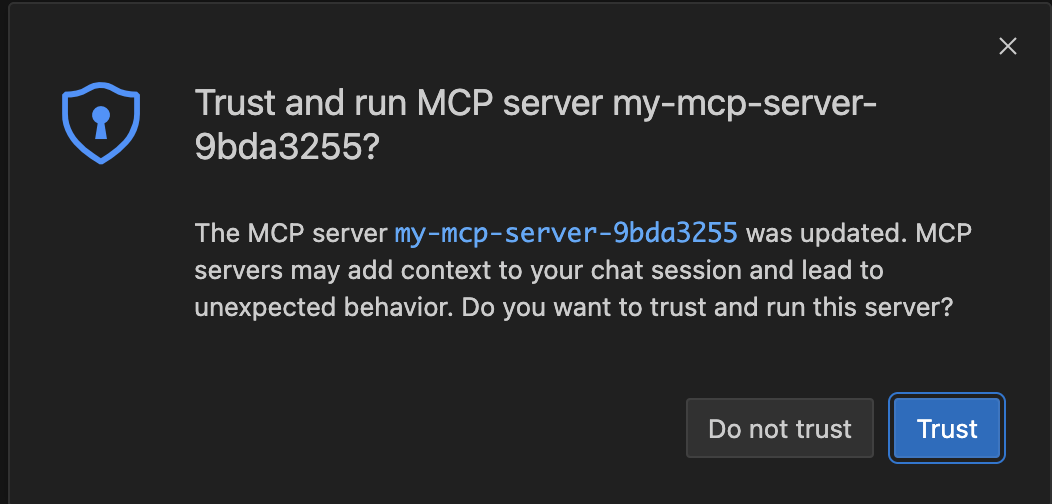 Trust and run MCP server my-mcp-server-
9bda3255?
The MCP server my-mcp-server-9bda3255 was updated. MCP
servers may add context to your chat session and lead to
unexpected behavior. Do you want to trust and run this server?
Do not trust
Trust